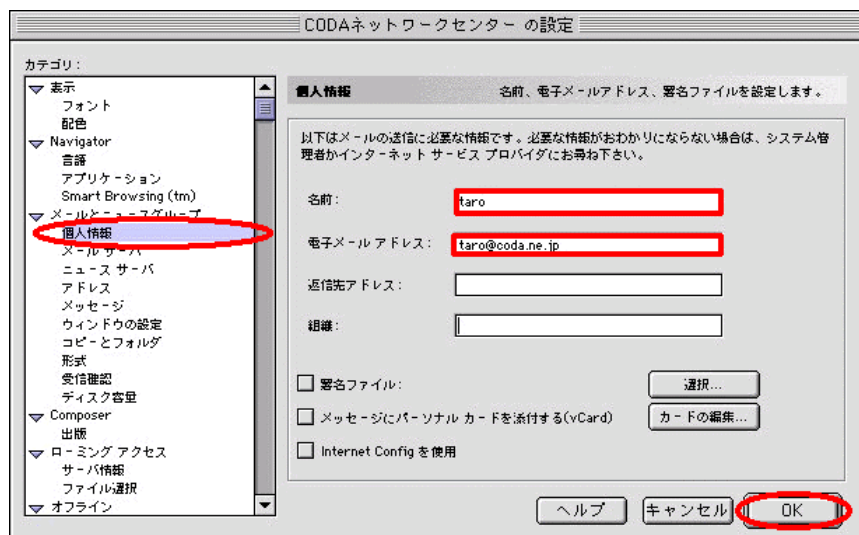 CODAネットワークセンター の設定
カテゴリ：
表示
フォント
配色
Navigator
言語
アプリケーション
Smart Browsing (tm)
メールとニュースグループ
個人情報
メール サーバ
ニュース サーバ
アドレス
メッセージ
ウィンドウの設定
コピーとフォルダ
形式
受信確認
ディスク容量
Composer
出版
ローミング アクセス
サーバ情報
ファイル選択
オフライン
個人情報 名前、電子メールアドレス、署名ファイルを設定します。
以下はメールの送信に必要な情報です。必要な情報がおわかりにならない場合は、システム管
理者かインターネット サービス プロバイダにお尋ね下さい。
名前： taro
電子メール アドレス： taro@coda.ne.jp
返信先アドレス：
組織：
署名ファイル： 選択...
メッセージにパーソナル カードを添付する(vCard) カードの編集...
Internet Config を使用
ヘルプ キャンセル OK